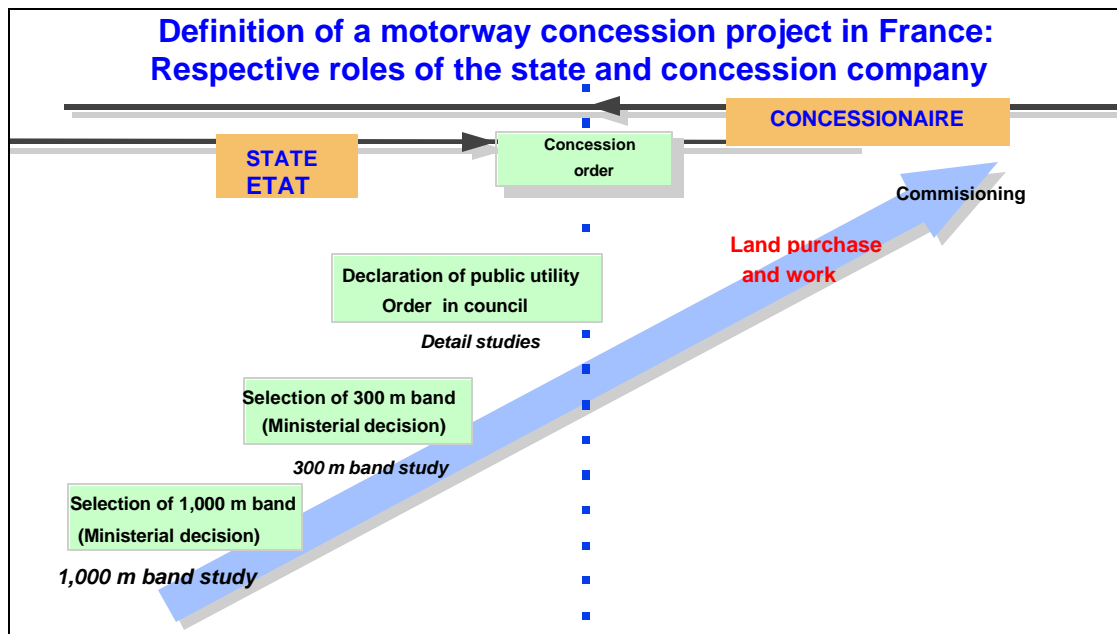 Definition of a motorway concession project in France:
Respective roles of the state and concession company
CONCESSIONAIRE
STATE
ETAT
Concession
order
Commisioning
Land purchase
and work
Declaration of public utility
Order in council
Detail studies
Selection of 300 m band
(Ministerial decision)
300 m band study
Selection of 1,000 m band
(Ministerial decision)
1,000 m band study